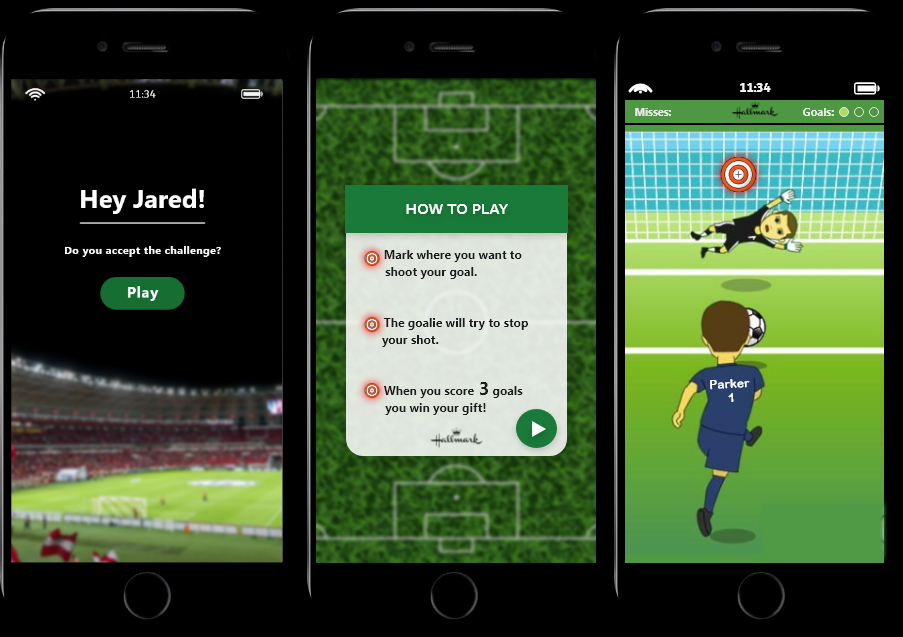 11:34
Hey Jared!
Do you accept the challenge?
Play
HOW TO PLAY
Mark where you want to
shoot your goal.
The goalie will try to stop
your shot.
When you score 3 goals
you win your gift!
Hallmark
11:34
Misses:
Hallmark
Goals:
Parker
1